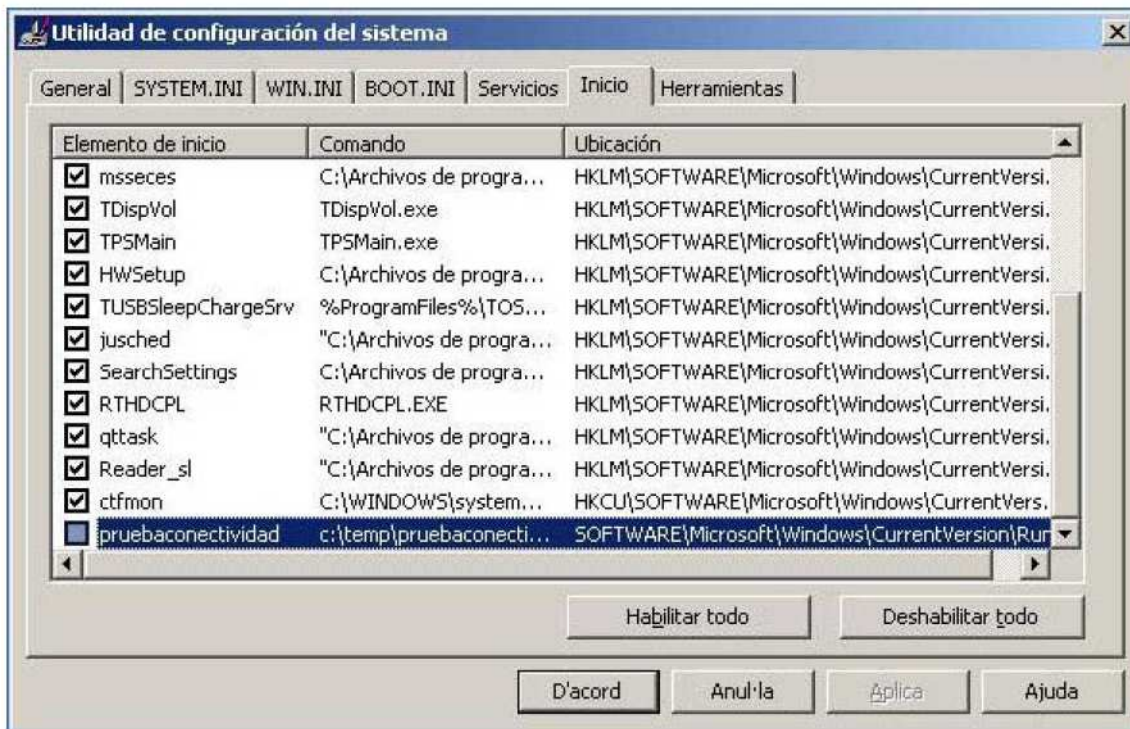 Utilidad de configuración del sistema
General SYSTEM.INI WIN.INI BOOT.INI Servicios Inicio Herramientas
Elemento de inicio Comando Ubicación
msseces C:\Archivos de progra... HKLM\SOFTWARE\Microsoft\Windows\CurrentVersi.
TDispVol TDispVol.exe HKLM\SOFTWARE\Microsoft\Windows\CurrentVersi.
TPSMain TPSMain.exe HKLM\SOFTWARE\Microsoft\Windows\CurrentVersi.
HWSetup C:\Archivos de progra... HKLM\SOFTWARE\Microsoft\Windows\CurrentVersi.
TUSBSleepChargeSrv %ProgramFiles%\TOS... HKLM\SOFTWARE\Microsoft\Windows\CurrentVersi.
jusched "C:\Archivos de progra... HKLM\SOFTWARE\Microsoft\Windows\CurrentVersi.
SearchSettings C:\Archivos de progra... HKLM\SOFTWARE\Microsoft\Windows\CurrentVersi.
RTHDCPL RTHDCPL.EXE HKLM\SOFTWARE\Microsoft\Windows\CurrentVersi.
qttask "C:\Archivos de progra... HKLM\SOFTWARE\Microsoft\Windows\CurrentVersi.
Reader_sl "C:\Archivos de progra... HKLM\SOFTWARE\Microsoft\Windows\CurrentVersi.
ctfmon C:\WINDOWS\system... HKCU\SOFTWARE\Microsoft\Windows\CurrentVers.
pruebaconectividad c:\temp\pruebaconecti... SOFTWARE\Microsoft\Windows\CurrentVersion\Run
Habilitar todo Deshabilitar todo
D'acord Anul·la Aplica Ajuda